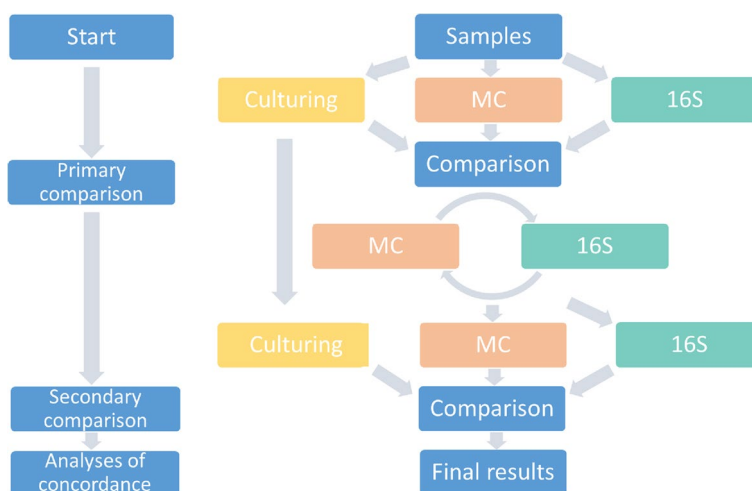 Start
Samples
Culturing
MC
16S
Primary
comparison
Comparison
MC
16S
Culturing
MC
16S
Secondary
comparison
Comparison
Analyses of
concordance
Final results